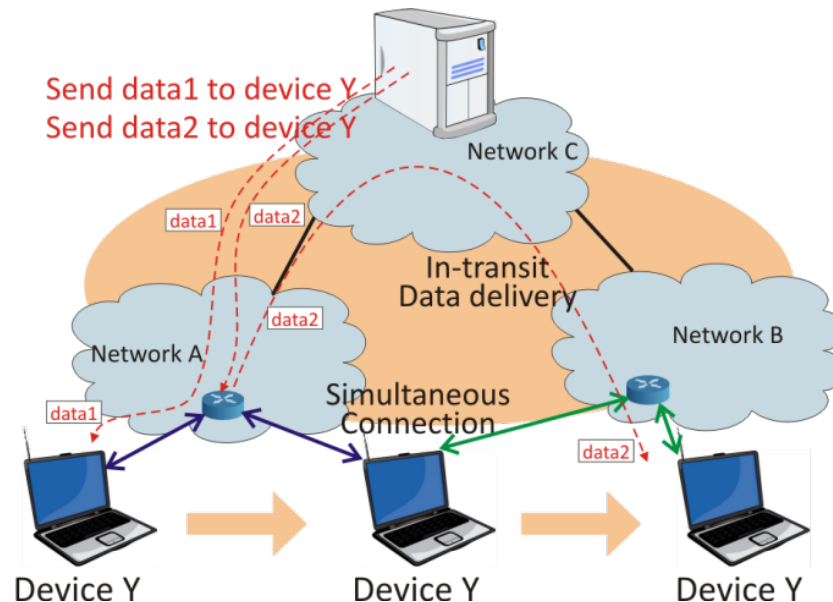 Send data1 to device Y
Send data2 to device Y
Network C
data1
data2
In-transit
Data delivery
data2
Network A
Network B
Simultaneous
Connection
data1
data2
Device Y
Device Y
Device Y